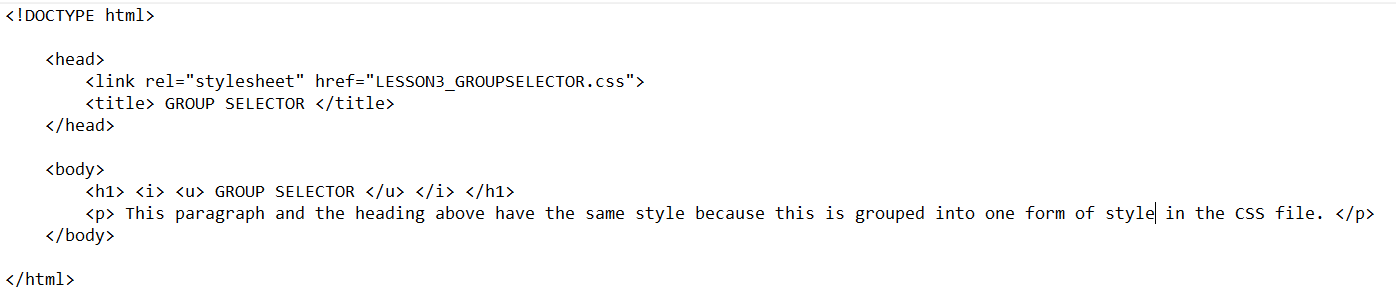 <!DOCTYPE html>
<head>
<link rel="stylesheet" href="LESSON3_GROUPSELECTOR.css">
<title> GROUP SELECTOR </title>
</head>
<body>
<h1> <i> <u> GROUP SELECTOR </u> </i> </h1>
<p> This paragraph and the heading above have the same style because this is grouped into one form of style in the CSS file. </p>
</body>
</html>